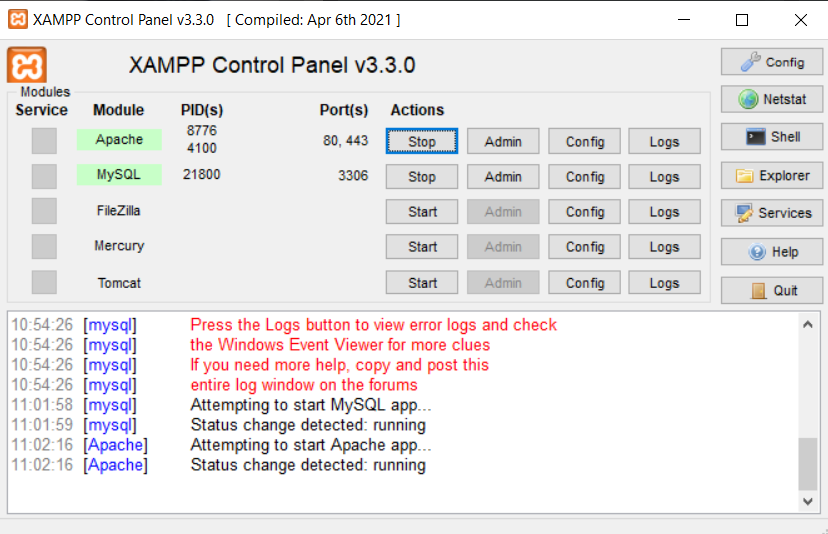 XAMPP Control Panel v3.3.0 [ Compiled: Apr 6th 2021 ]
XAMPP Control Panel v3.3.0
Config
Modules
Service Module PID(s) Port(s) Actions
Netstat
Apache 8776 4100 80, 443 Stop Admin Config Logs
Shell
MySQL 21800 3306 Stop Admin Config Logs
Explorer
FileZilla Start Admin Config Logs
Services
Mercury Start Admin Config Logs
Help
Tomcat Start Admin Config Logs
Quit
10:54:26 [mysql] Press the Logs button to view error logs and check
10:54:26 [mysql] the Windows Event Viewer for more clues
10:54:26 [mysql] If you need more help, copy and post this
10:54:26 [mysql] entire log window on the forums
11:01:58 [mysql] Attempting to start MySQL app...
11:01:59 [mysql] Status change detected: running
11:02:16 [Apache] Attempting to start Apache app...
11:02:16 [Apache] Status change detected: running